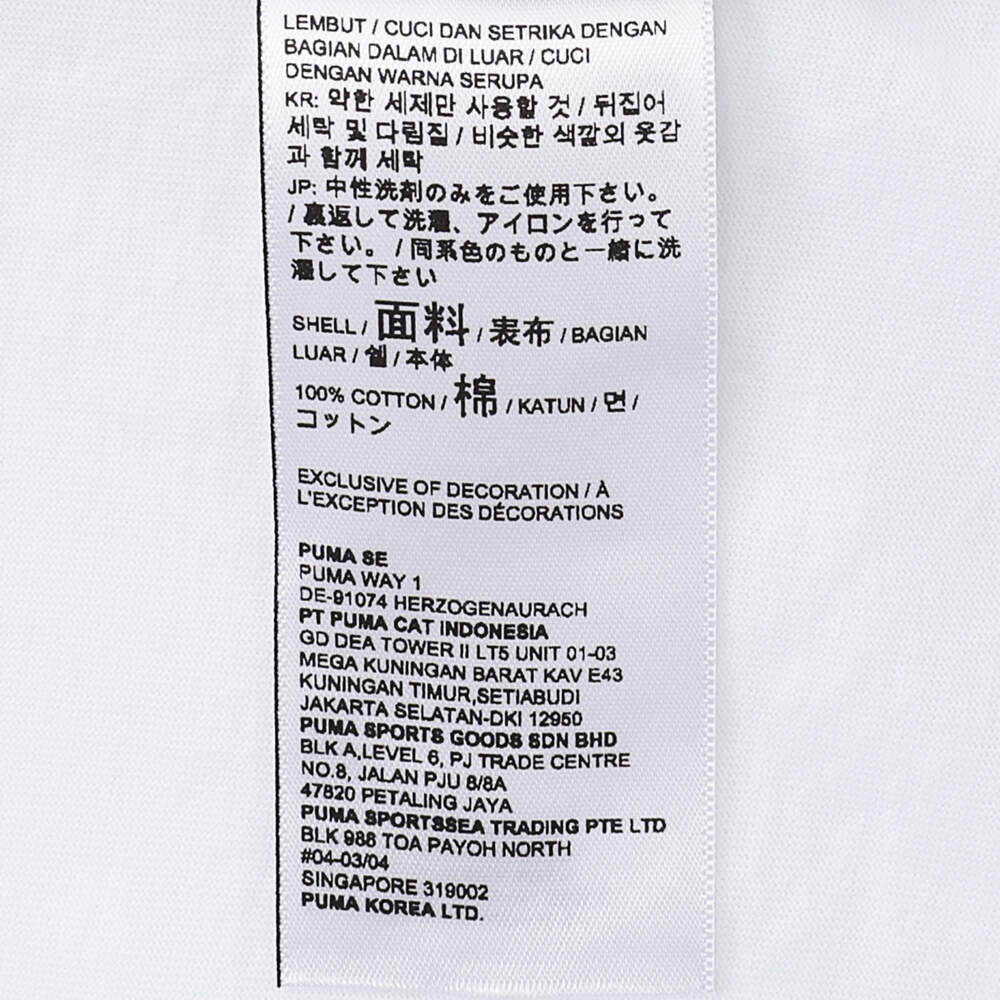 LEMBUT / CUCI DAN SETRIKA DENGAN
BAGIAN DALAM DI LUAR / CUCI
DENGAN WARNA SERUPA
KR: 약한 세제만 사용할 것 / 뒤집어
세탁 및 다림질 / 비슷한 색깔의 옷감
과 함께 세탁
JP: 中性洗剤のみをご使用下さい。
/ 裏返して洗濯、アイロンを行って
下さい。 / 同系色のものと一緒に洗
濯して下さい
SHELL / 面料 / 表布 / BAGIAN
LUAR / 쉘 / 本体
100% COTTON / 棉 / KATUN / 면 /
コットン
EXCLUSIVE OF DECORATION / À
L'EXCEPTION DES DÉCORATIONS
PUMA SE
PUMA WAY 1
DE-91074 HERZOGENAURACH
PT PUMA CAT INDONESIA
GD DEA TOWER II LT5 UNIT 01-03
MEGA KUNINGAN BARAT KAV E43
KUNINGAN TIMUR,SETIABUDI
JAKARTA SELATAN-DKI 12950
PUMA SPORTS GOODS SDN BHD
BLK A,LEVEL 6, PJ TRADE CENTRE
NO.8, JALAN PJU 8/8A
47820 PETALING JAYA
PUMA SPORTSSEA TRADING PTE LTD
BLK 988 TOA PAYOH NORTH
#04-03/04
SINGAPORE 319002
PUMA KOREA LTD.